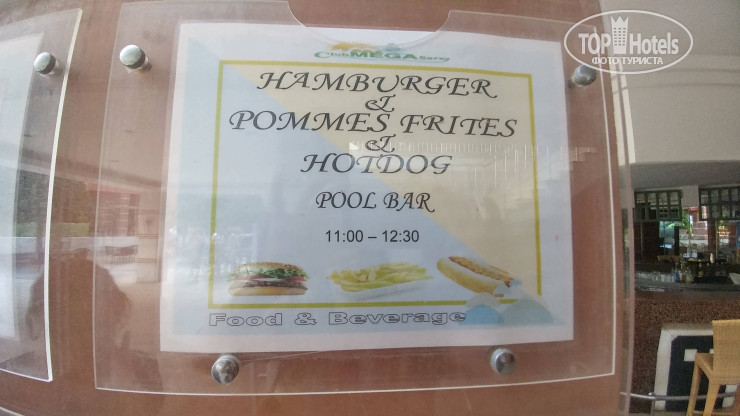 Club MEGA Saray
HAMBURGER
&
POMMES FRITES
&
HOTDOG
POOL BAR
11:00 – 12:30
Food & Beverage
TOP Hotels
ФОТО ТУРИСТА